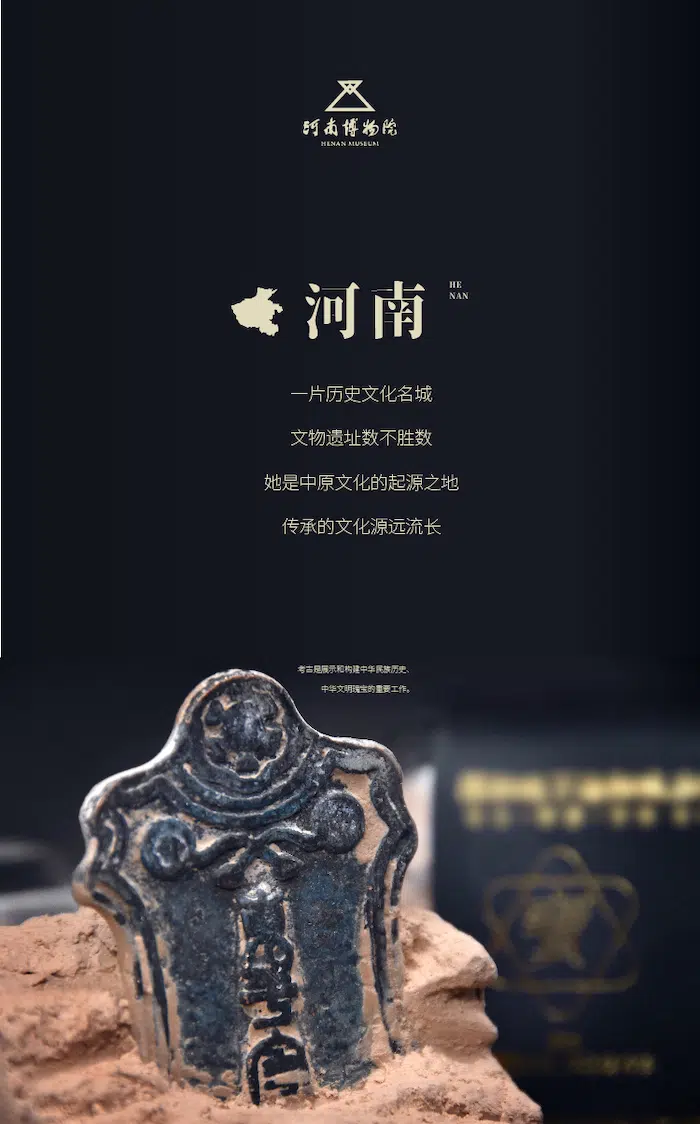 河南博物院
HENAN MUSEUM
河南
HE
NAN
一片历史文化名城
文物遗址数不胜数
她是中原文化的起源之地
传承的文化源远流长
考古是展示和构建中华民族历史、
中华文明瑰宝的重要工作。